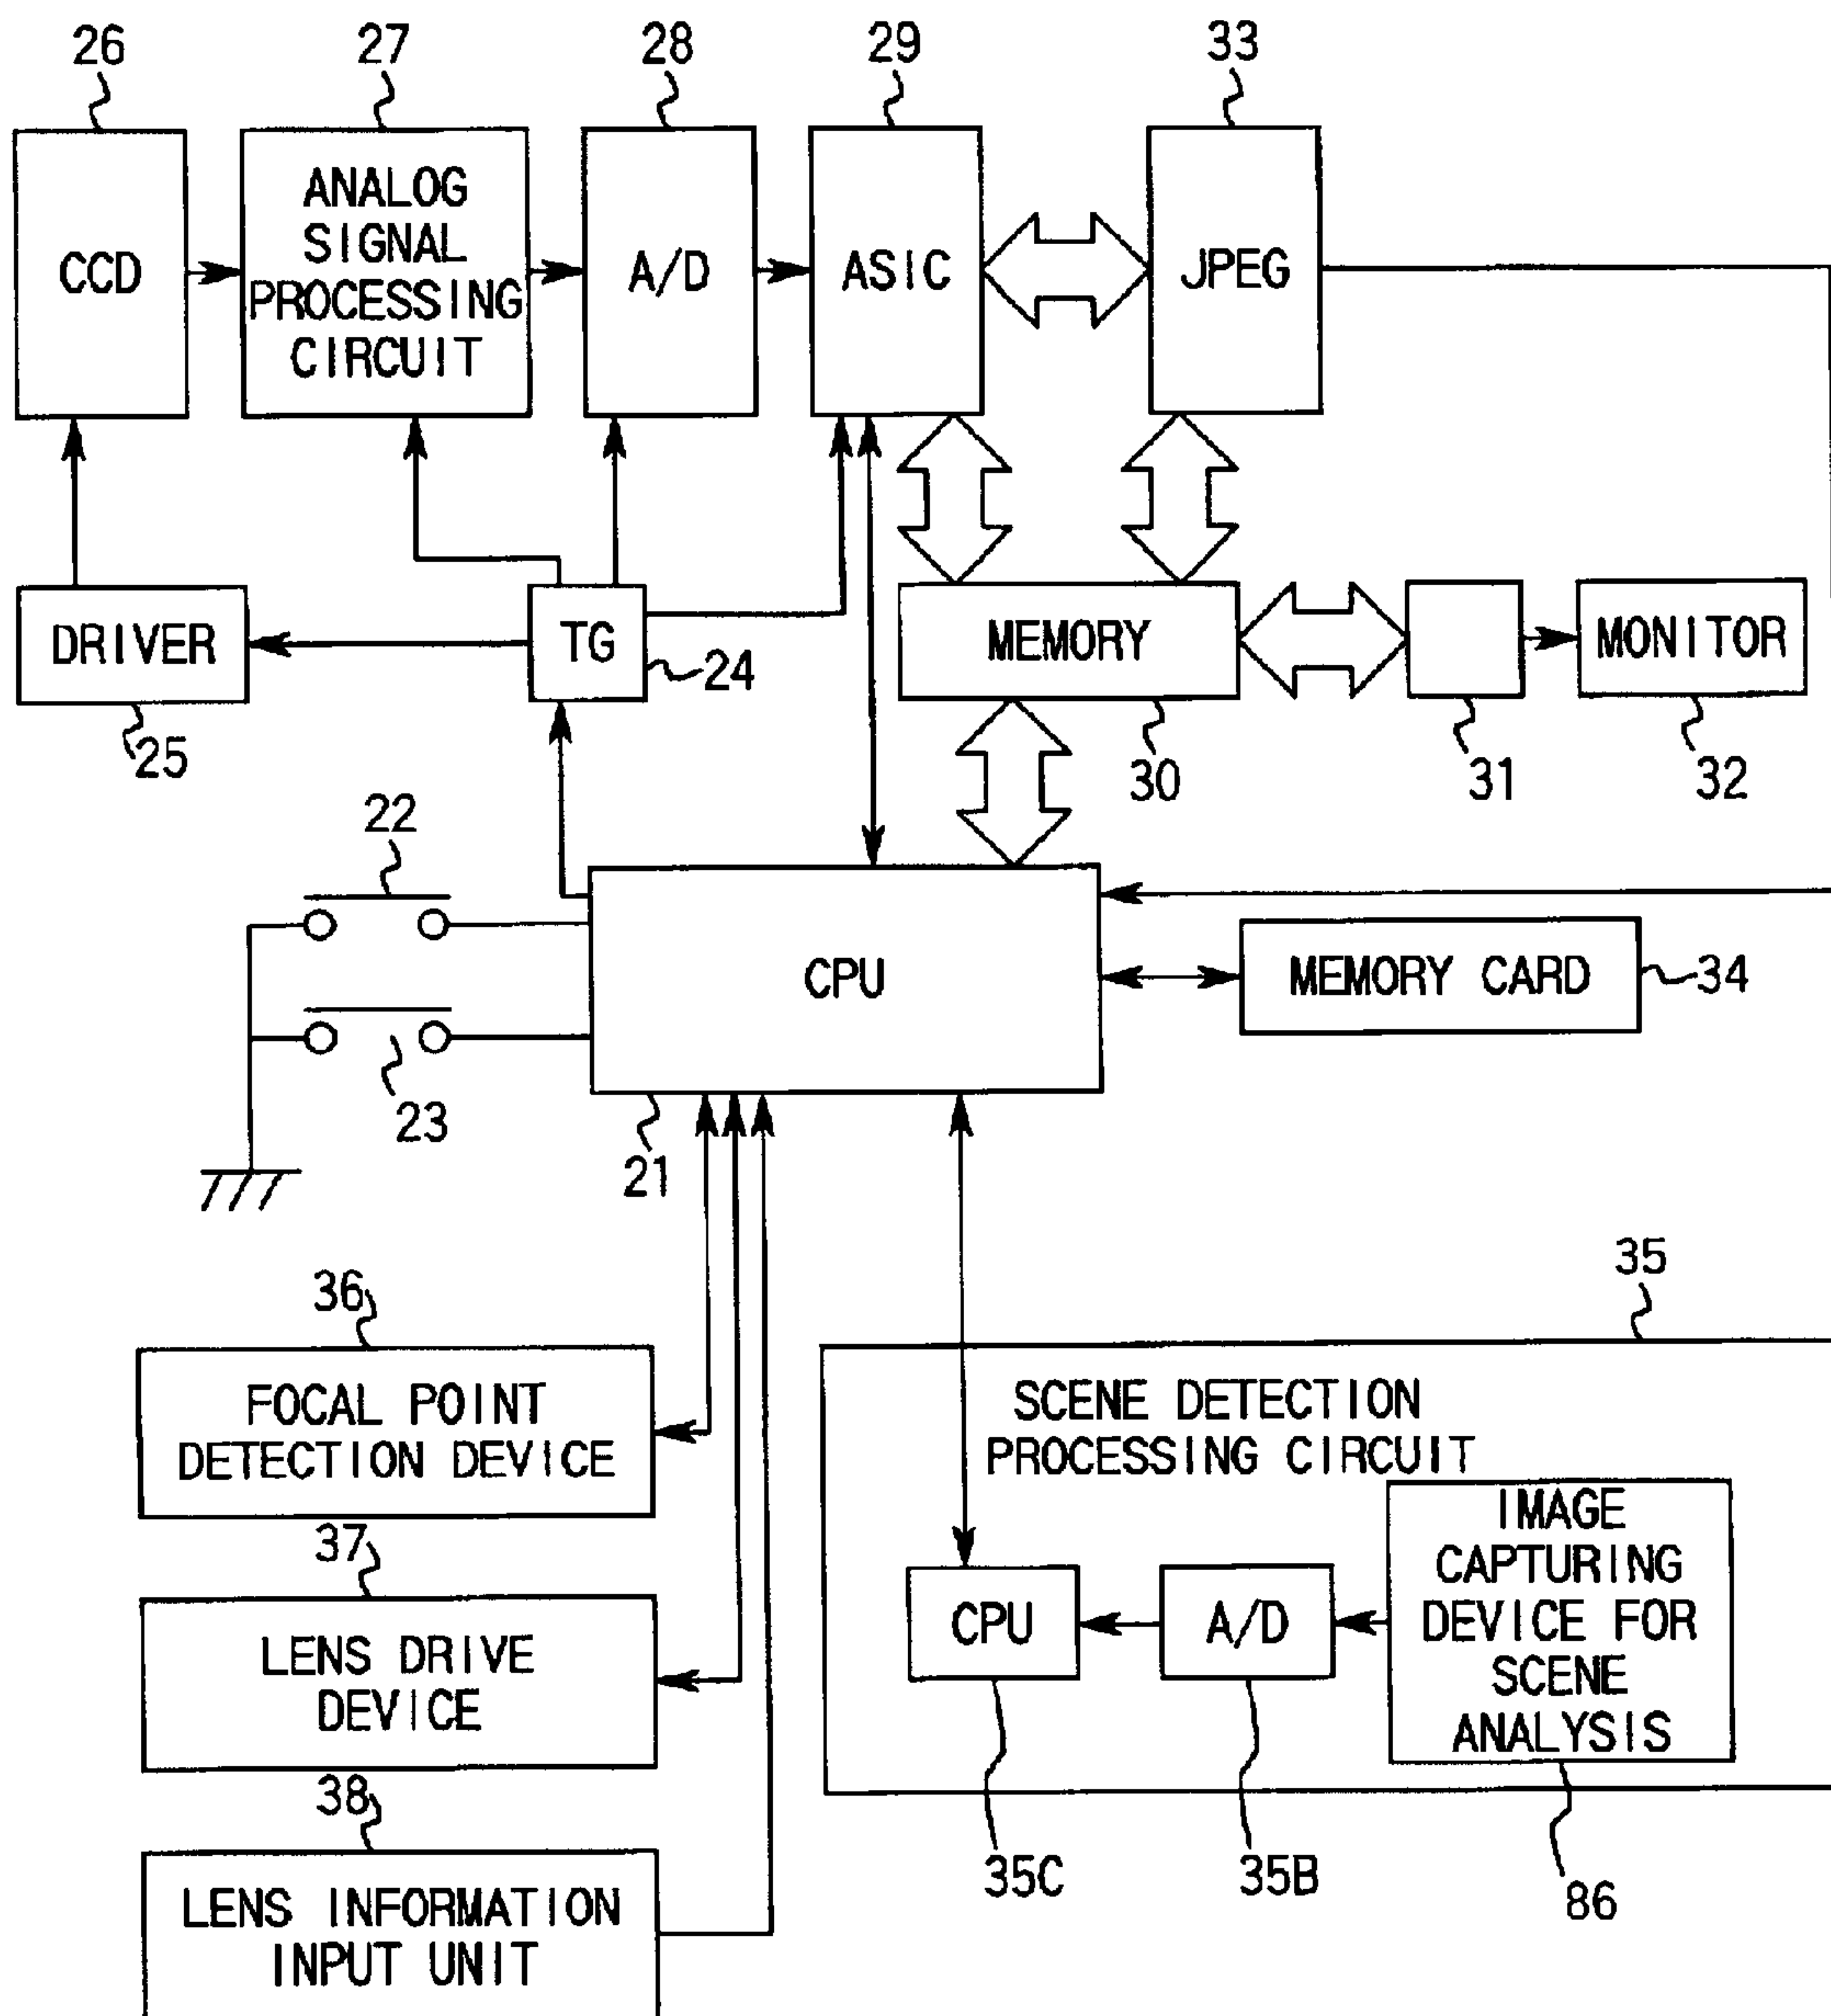 26
27
28
29
33
CCD
ANALOG
SIGNAL
PROCESSING
CIRCUIT
A/D
ASIC
JPEG
DRIVER
TG
MEMORY
MONITOR
25
24
30
31
32
22
23
CPU
21
MEMORY CARD
34
36
FOCAL POINT
DETECTION DEVICE
37
LENS DRIVE
DEVICE
38
LENS INFORMATION
INPUT UNIT
35
SCENE DETECTION
PROCESSING CIRCUIT
CPU
A/D
IMAGE
CAPTURING
DEVICE FOR
SCENE
ANALYSIS
35C
35B
86